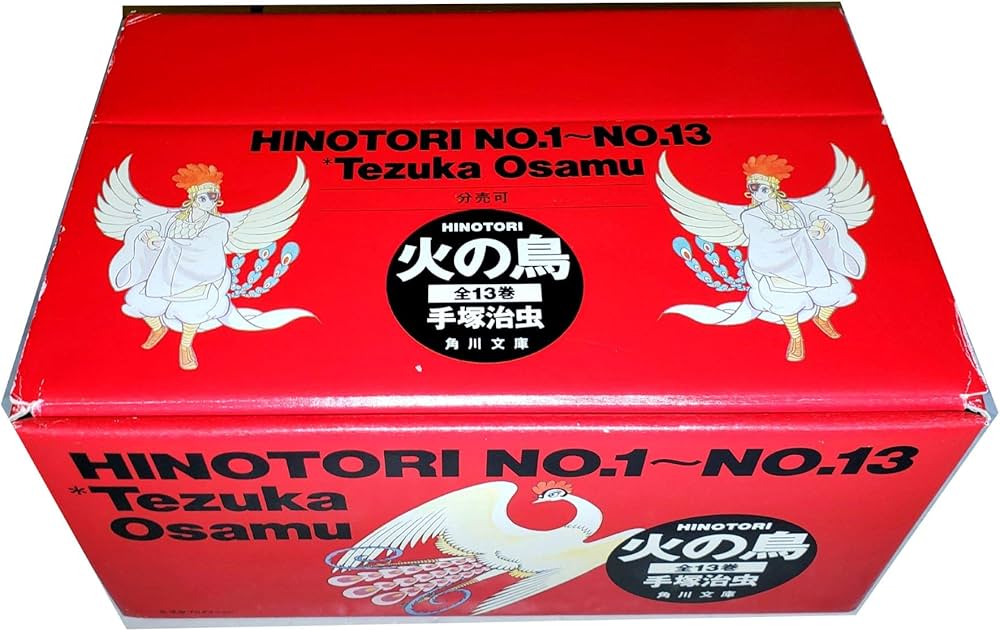 HINOTORI NO.1～NO.13
*Tezuka Osamu
分売可
HINOTORI
火の鳥
全13巻
手塚治虫
角川文庫
HINOTORI NO.1～NO.13
*Tezuka
Osamu
HINOTORI
火の鳥
全13巻
手塚治虫
角川文庫